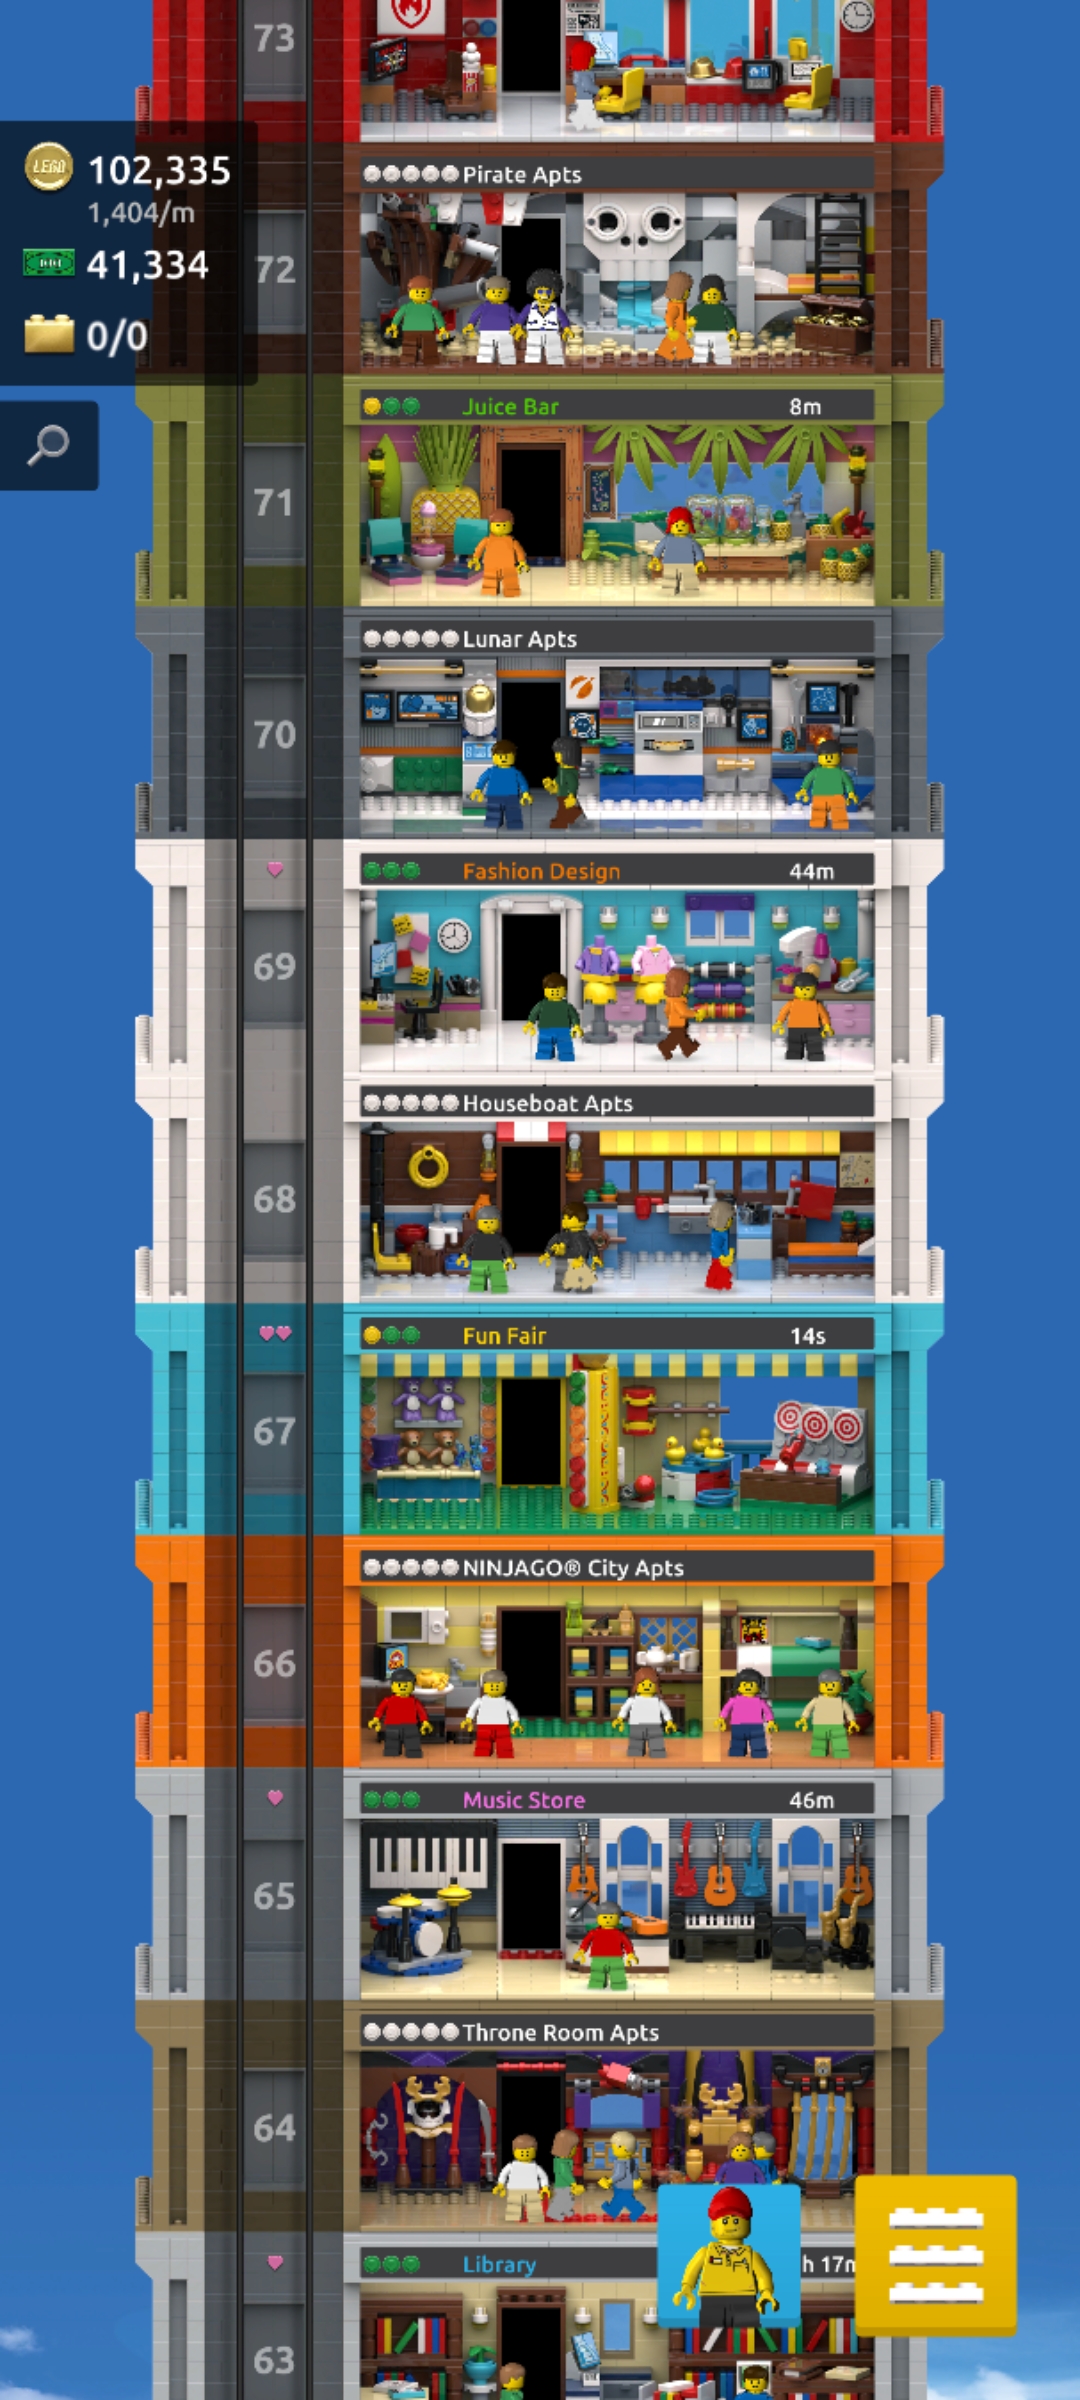 73
LEGO 102,335
1,404/m
41,334
0/0
Pirate Apts
72
Juice Bar 8m
71
Lunar Apts
70
Fashion Design 44m
69
Houseboat Apts
68
Fun Fair 14s
67
NINJAGO® City Apts
66
Music Store 46m
65
Throne Room Apts
64
Library h 17m
63